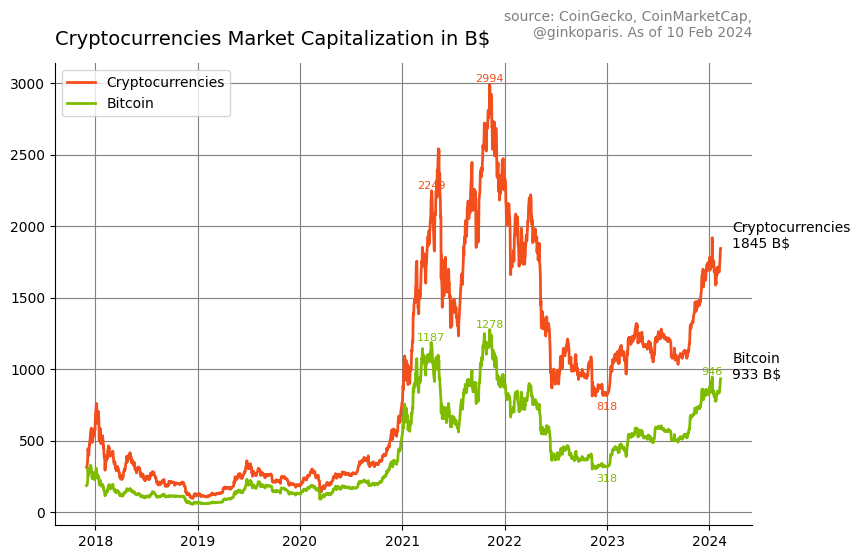 source: CoinGecko, CoinMarketCap,
@ginkoparis. As of 10 Feb 2024
Cryptocurrencies Market Capitalization in B$
Cryptocurrencies
Bitcoin
3000
2500
2000
1500
1000
500
0
2994
2249
1187
1278
818
318
946
Cryptocurrencies
1845 B$
Bitcoin
933 B$
2018 2019 2020 2021 2022 2023 2024